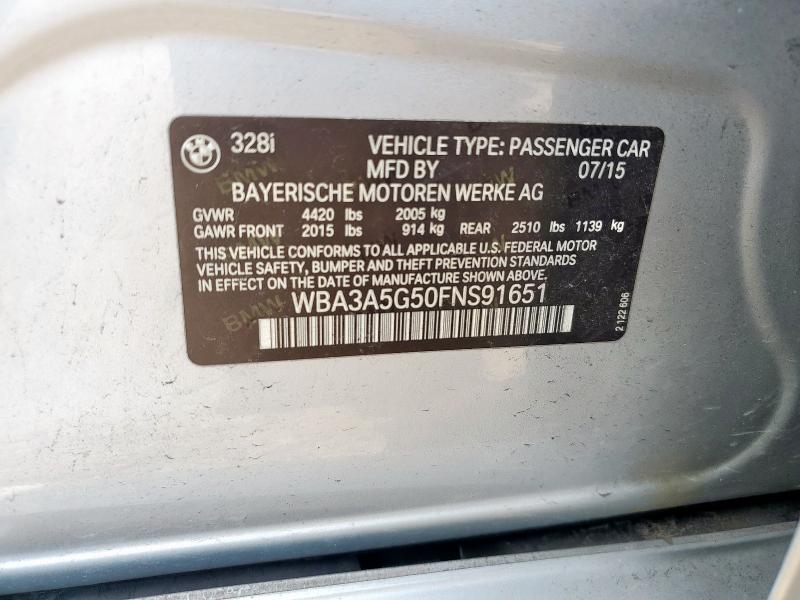 328i VEHICLE TYPE: PASSENGER CAR
MFD BY 07/15
BAYERISCHE MOTOREN WERKE AG
GVWR 4420 lbs 2005 kg
GAWR FRONT 2015 lbs 914 kg REAR 2510 lbs 1139 kg
THIS VEHICLE CONFORMS TO ALL APPLICABLE U.S. FEDERAL MOTOR
VEHICLE SAFETY, BUMPER AND THEFT PREVENTION STANDARDS
IN EFFECT ON THE DATE OF MANUFACTURE SHOWN ABOVE.
WBA3A5G50FNS91651
2 122 606